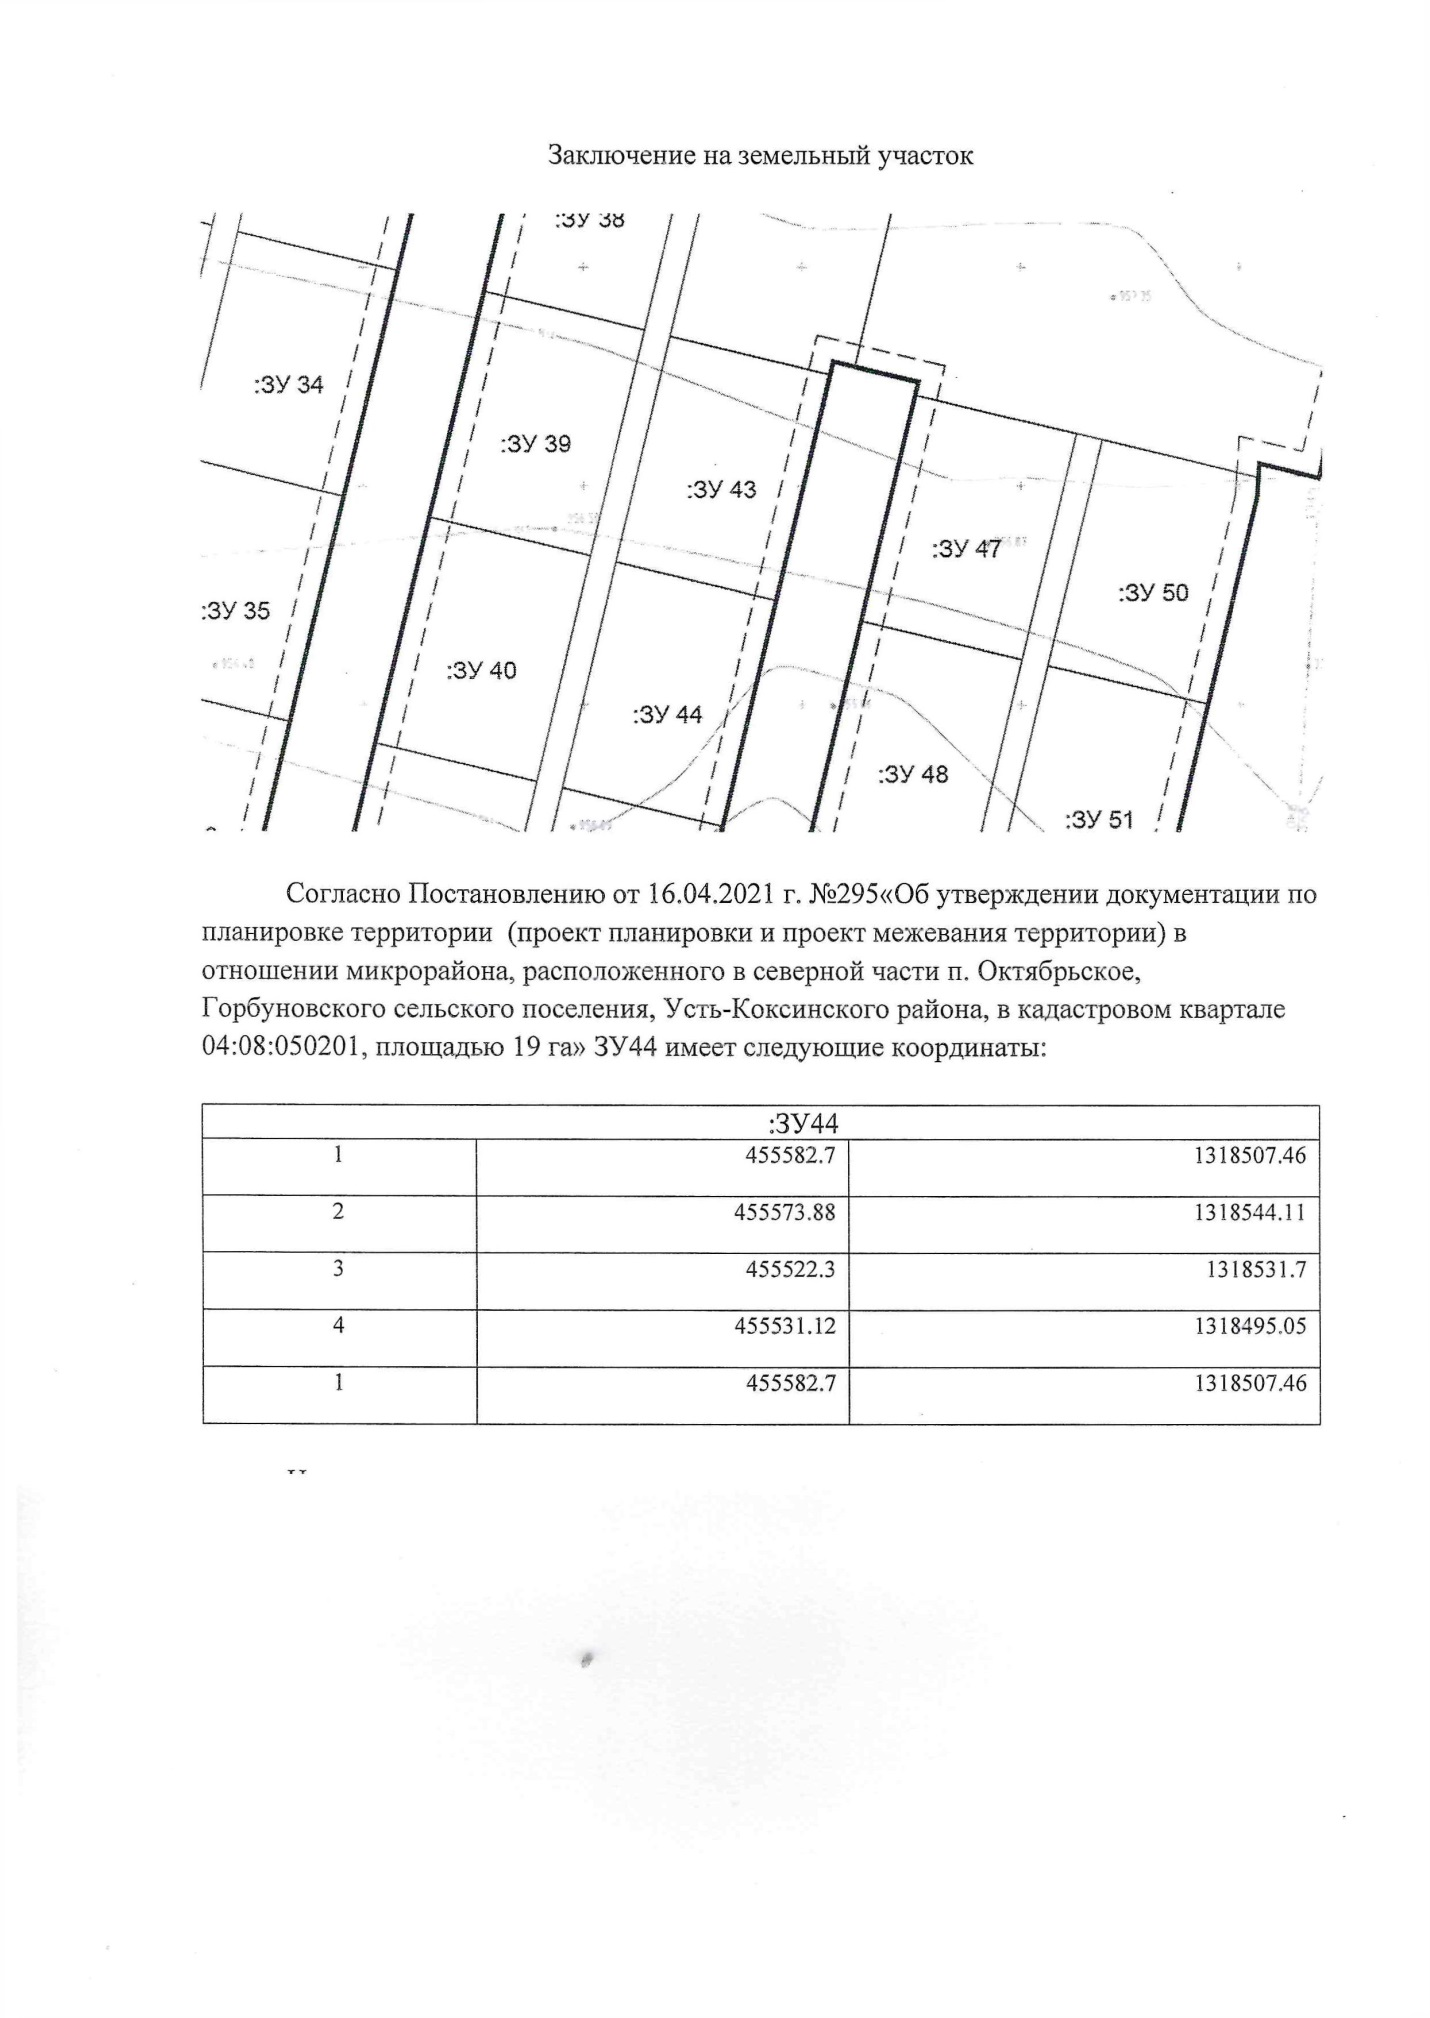 Заключение на земельный участок
:ЗУ 38
957.35
:ЗУ 34
:ЗУ 39
:ЗУ 43
:ЗУ 47
:ЗУ 50
:ЗУ 35
:ЗУ 40
:ЗУ 44
:ЗУ 48
:ЗУ 51
Согласно Постановлению от 16.04.2021 г. №295«Об утверждении документации по
планировке территории (проект планировки и проект межевания территории) в
отношении микрорайона, расположенного в северной части п. Октябрьское,
Горбуновского сельского поселения, Усть-Коксинского района, в кадастровом квартале
04:08:050201, площадью 19 га» ЗУ44 имеет следующие координаты:
:ЗУ44
1 455582.7 1318507.46
2 455573.88 1318544.11
3 455522.3 1318531.7
4 455531.12 1318495.05
1 455582.7 1318507.46